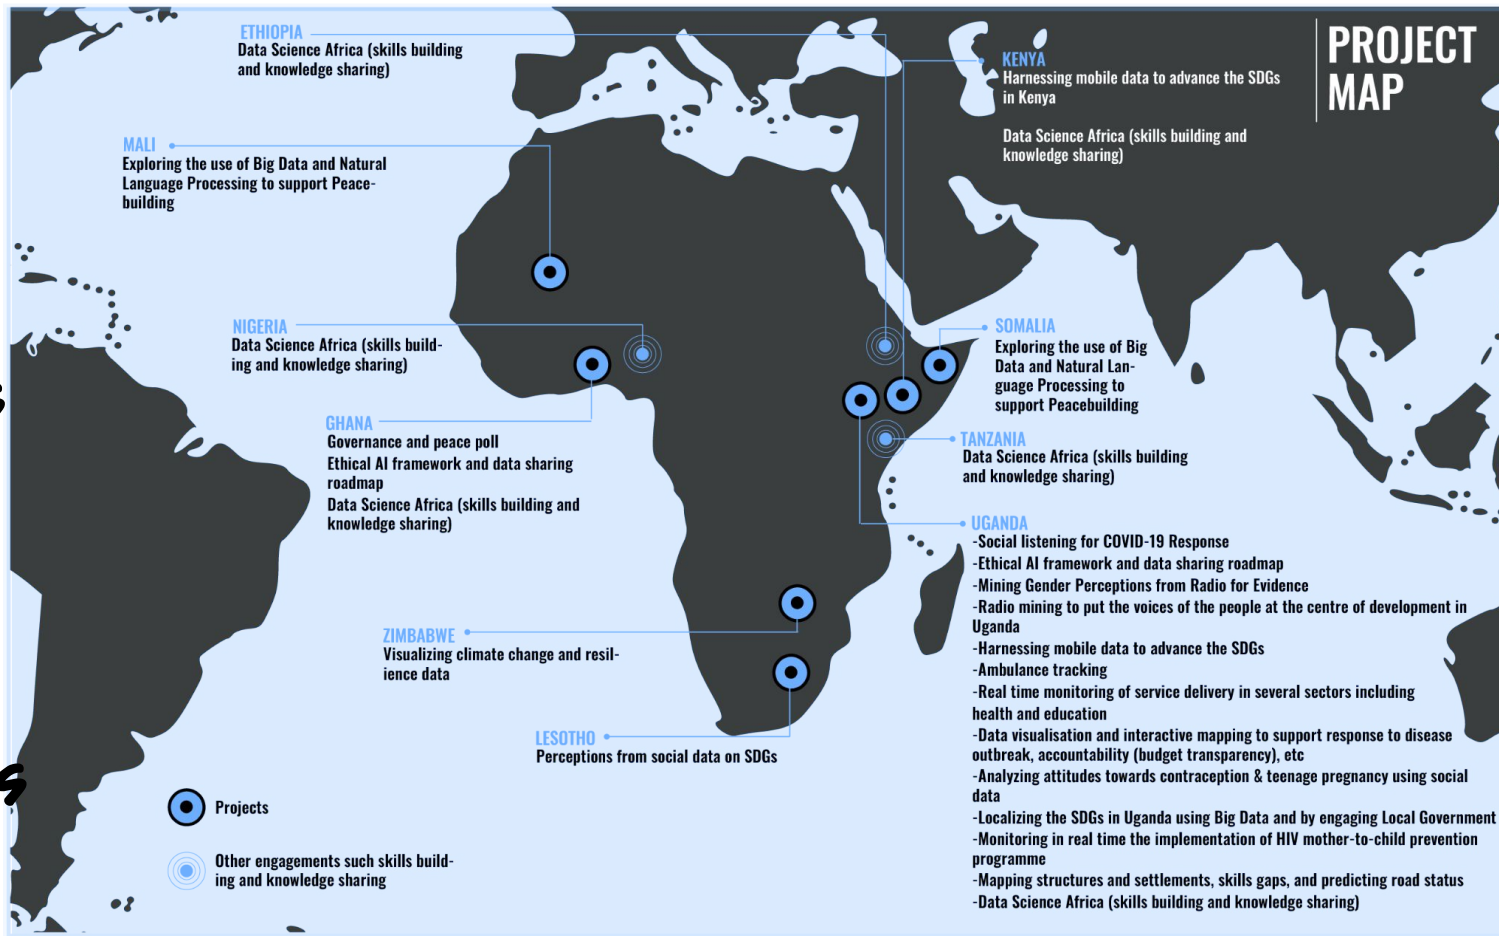 PROJECT
MAP
ETHIOPIA
Data Science Africa (skills building
and knowledge sharing)
KENYA
Harnessing mobile data to advance the SDGs
in Kenya
Data Science Africa (skills building and
knowledge sharing)
MALI
Exploring the use of Big Data and Natural
Language Processing to support Peace-
building
NIGERIA
Data Science Africa (skills build-
ing and knowledge sharing)
SOMALIA
Exploring the use of Big
Data and Natural Lan-
guage Processing to
support Peacebuilding
GHANA
Governance and peace poll
Ethical AI framework and data sharing
roadmap
Data Science Africa (skills building and
knowledge sharing)
TANZANIA
Data Science Africa (skills building
and knowledge sharing)
UGANDA
-Social listening for COVID-19 Response
-Ethical AI framework and data sharing roadmap
-Mining Gender Perceptions from Radio for Evidence
-Radio mining to put the voices of the people at the centre of development in
Uganda
-Harnessing mobile data to advance the SDGs
-Ambulance tracking
-Real time monitoring of service delivery in several sectors including
health and education
-Data visualisation and interactive mapping to support response to disease
outbreak, accountability (budget transparency), etc
-Analyzing attitudes towards contraception & teenage pregnancy using social
data
-Localizing the SDGs in Uganda using Big Data and by engaging Local Government
-Monitoring in real time the implementation of HIV mother-to-child prevention
programme
-Mapping structures and settlements, skills gaps, and predicting road status
-Data Science Africa (skills building and knowledge sharing)
ZIMBABWE
Visualizing climate change and resil-
ience data
LESOTHO
Perceptions from social data on SDGs
Projects
Other engagements such skills build-
ing and knowledge sharing